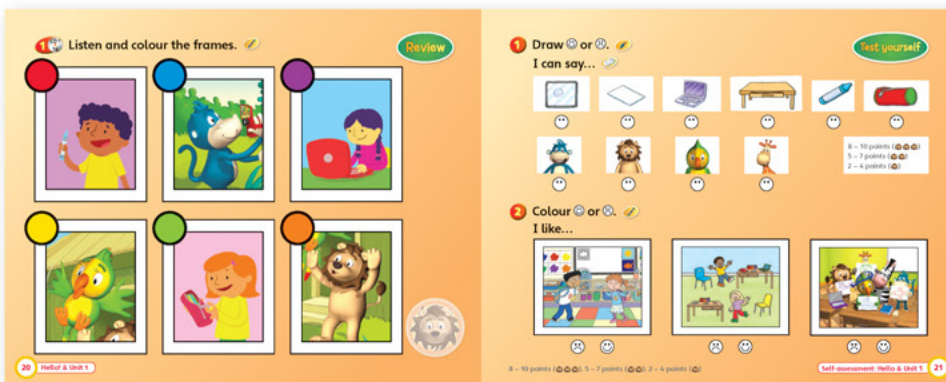 1 Listen and colour the frames.
Review
20 Hello! & Unit 1
1 Draw or .
Test yourself
I can say...
8 – 10 points ( )
5 – 7 points ( )
2 – 4 points ( )
2 Colour or .
I like...
8 – 10 points ( ), 5 – 7 points ( ), 2 – 4 points ( )
Self-assessment: Hello & Unit 1 21